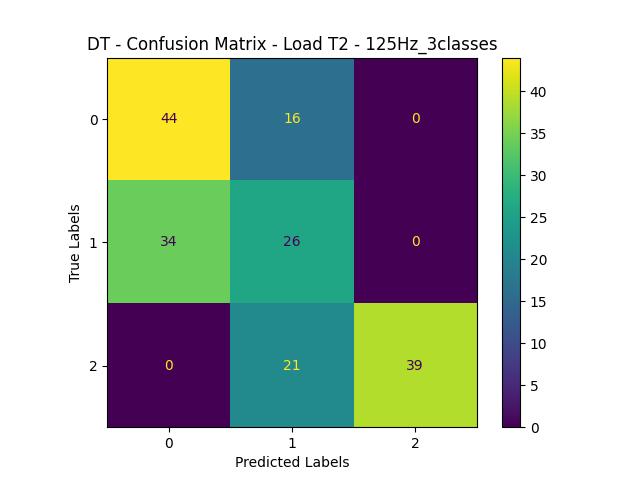 DT - Confusion Matrix - Load T2 - 125Hz_3classes
True Labels
0 44 16 0
1 34 26 0
2 0 21 39
0 1 2
Predicted Labels
40
35
30
25
20
15
10
5
0